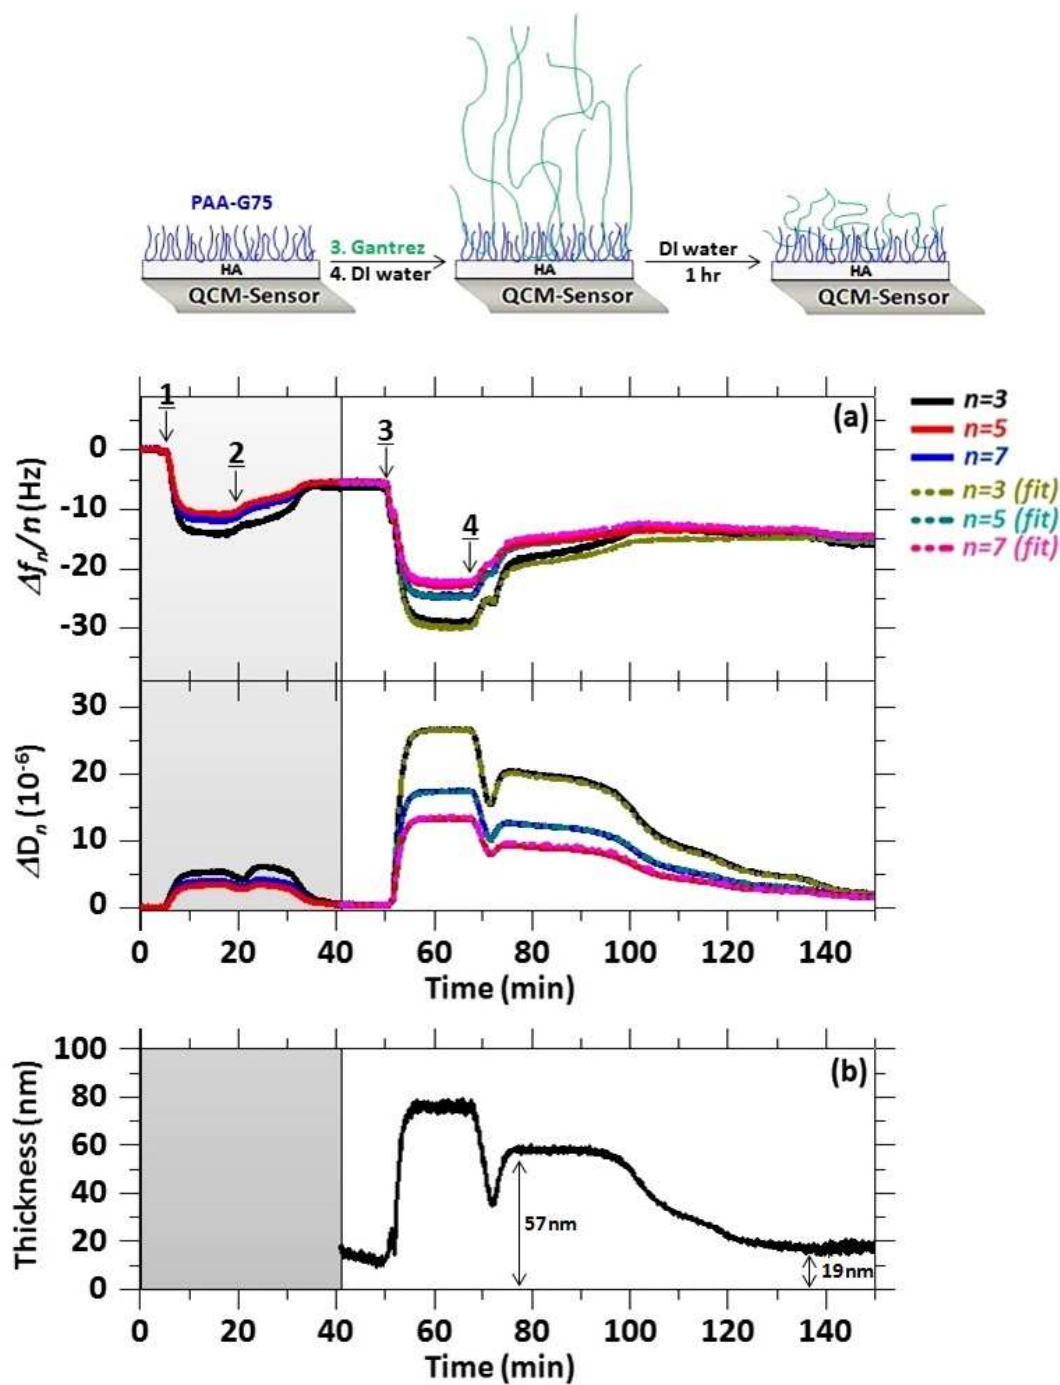 PAA-G75
3. Gantrez
4. DI water
DI water
1 hr
HA
HA
HA
QCM-Sensor
QCM-Sensor
QCM-Sensor
(a)
1
2
3
4
Δfn/n (Hz)
0
-10
-20
-30
n=3
n=5
n=7
n=3 (fit)
n=5 (fit)
n=7 (fit)
ΔDn (10-6)
30
20
10
0
0 20 40 60 80 100 120 140
Time (min)
(b)
Thickness (nm)
100
80
60
40
20
0
57nm
19nm
0 20 40 60 80 100 120 140
Time (min)